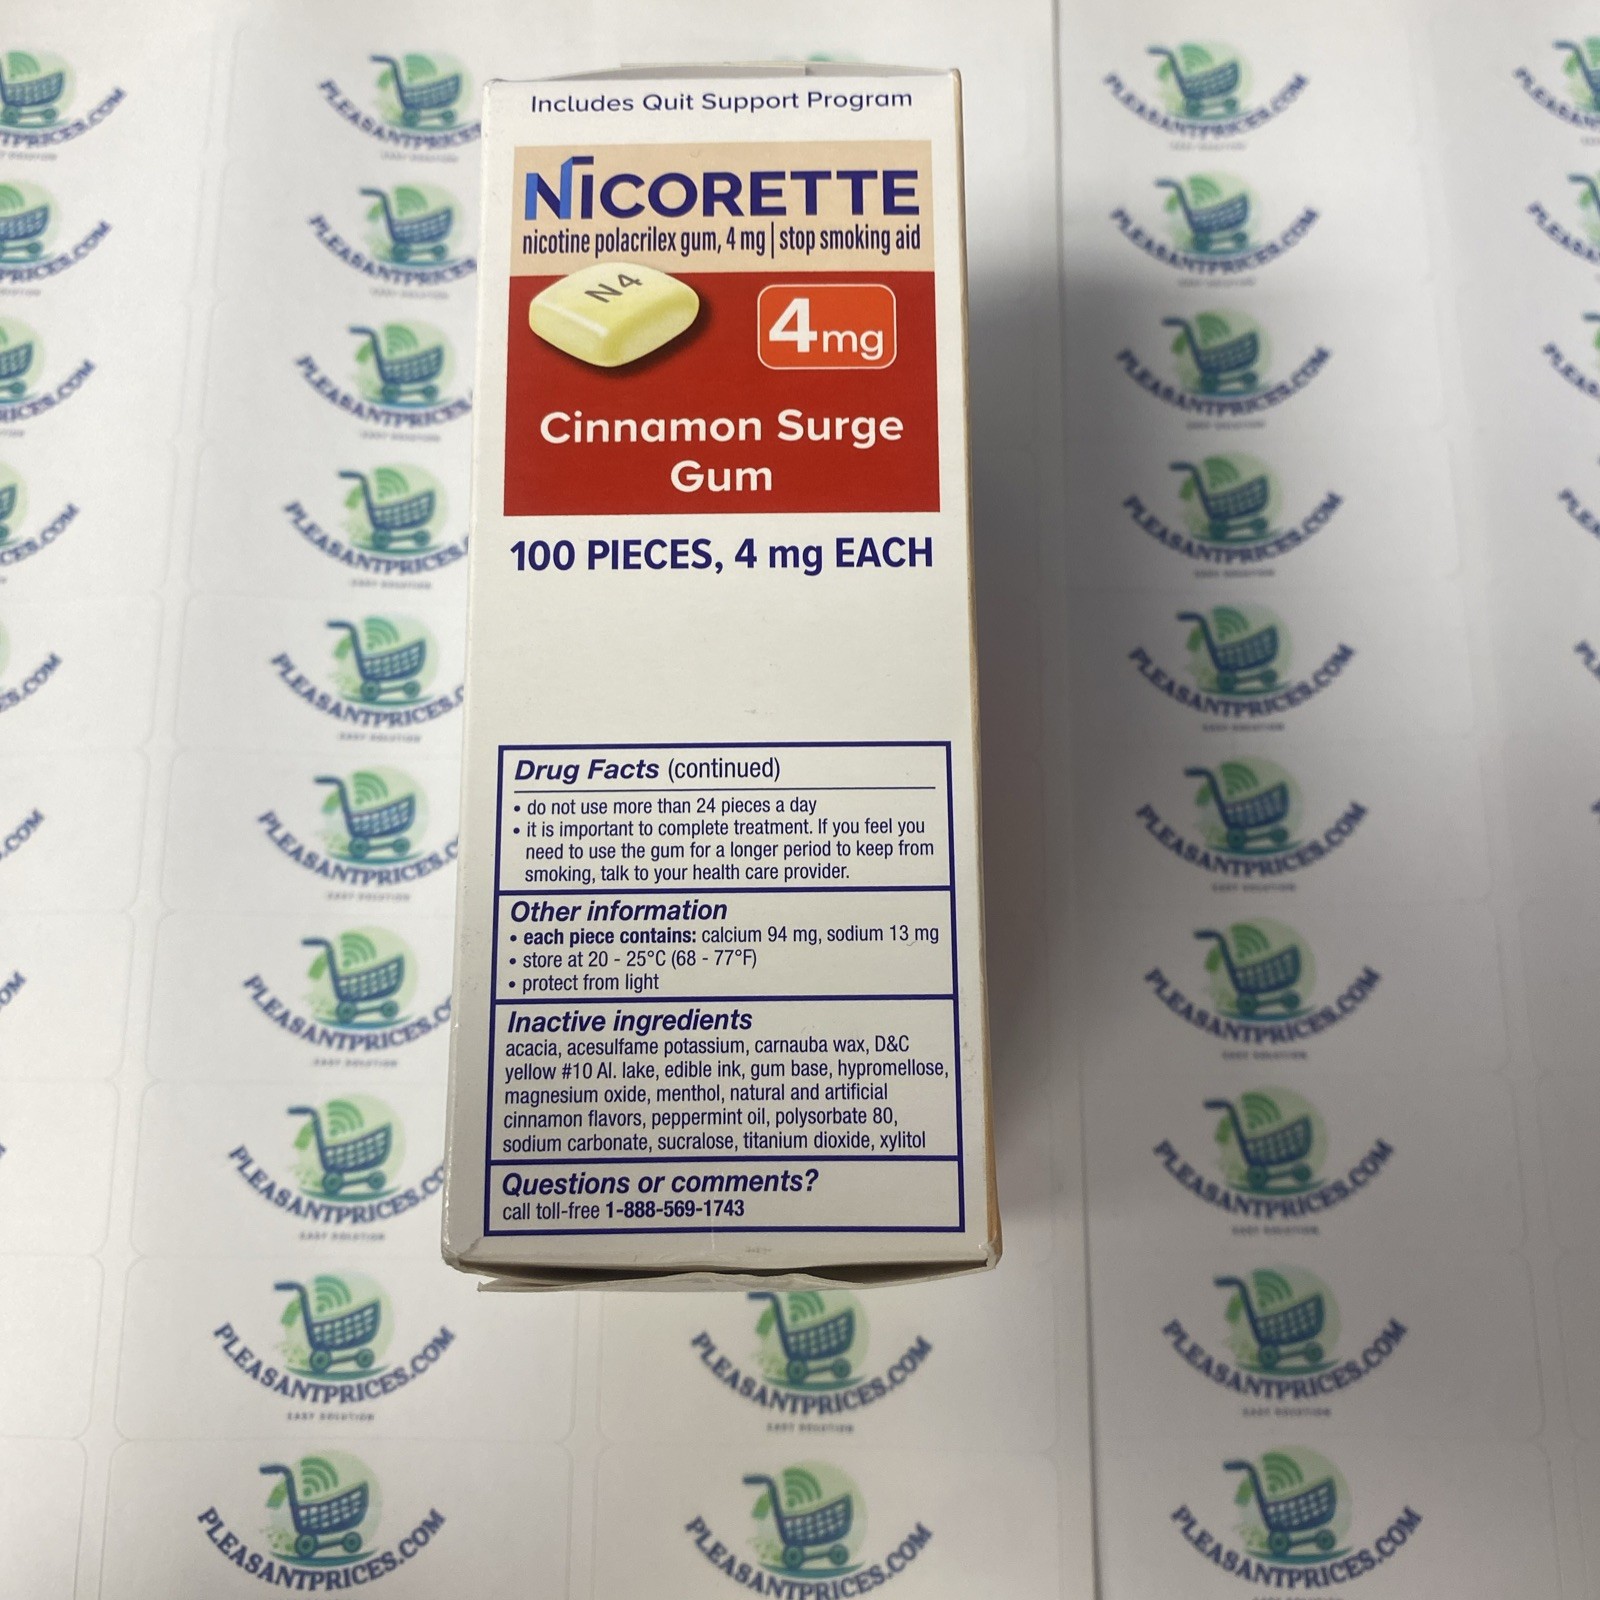 Includes Quit Support Program
NICORETTE
nicotine polacrilex gum, 4 mg | stop smoking aid
N4
4mg
Cinnamon Surge
Gum
100 PIECES, 4 mg EACH
Drug Facts (continued)
• do not use more than 24 pieces a day
• it is important to complete treatment. If you feel you
need to use the gum for a longer period to keep from
smoking, talk to your health care provider.
Other information
• each piece contains: calcium 94 mg, sodium 13 mg
• store at 20 - 25°C (68 - 77°F)
• protect from light
Inactive ingredients
acacia, acesulfame potassium, carnauba wax, D&C
yellow #10 Al. lake, edible ink, gum base, hypromellose,
magnesium oxide, menthol, natural and artificial
cinnamon flavors, peppermint oil, polysorbate 80,
sodium carbonate, sucralose, titanium dioxide, xylitol
Questions or comments?
call toll-free 1-888-569-1743
PLEASANTPRICES.COM
EASY SOLUTION